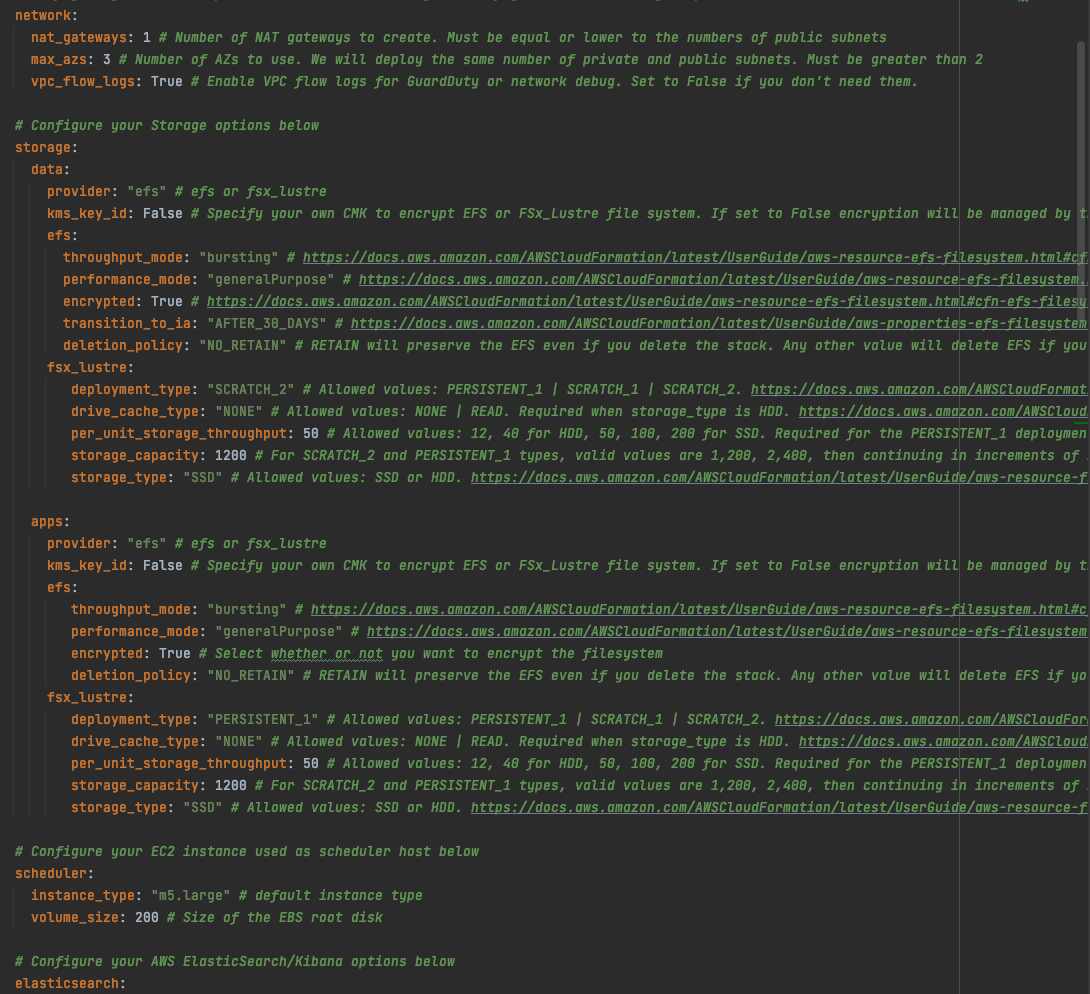 network:
nat_gateways: 1 # Number of NAT gateways to create. Must be equal or lower to the numbers of public subnets
max_azs: 3 # Number of AZs to use. We will deploy the same number of private and public subnets. Must be greater than 2
vpc_flow_logs: True # Enable VPC flow logs for GuardDuty or network debug. Set to False if you don't need them.
# Configure your Storage options below
storage:
data:
provider: "efs" # efs or fsx_lustre
kms_key_id: False # Specify your own CMK to encrypt EFS or FSx_Lustre file system. If set to False encryption will be managed by t
efs:
throughput_mode: "bursting" # https://docs.aws.amazon.com/AWSCloudFormation/latest/UserGuide/aws-resource-efs-filesystem.html#cf
performance_mode: "generalPurpose" # https://docs.aws.amazon.com/AWSCloudFormation/latest/UserGuide/aws-resource-efs-filesystem.
encrypted: True # https://docs.aws.amazon.com/AWSCloudFormation/latest/UserGuide/aws-resource-efs-filesystem.html#cfn-efs-filesy
transition_to_ia: "AFTER_30_DAYS" # https://docs.aws.amazon.com/AWSCloudFormation/latest/UserGuide/aws-properties-efs-filesystem
deletion_policy: "NO_RETAIN" # RETAIN will preserve the EFS even if you delete the stack. Any other value will delete EFS if you
fsx_lustre:
deployment_type: "SCRATCH_2" # Allowed values: PERSISTENT_1 | SCRATCH_1 | SCRATCH_2. https://docs.aws.amazon.com/AWSCloudFormat
drive_cache_type: "NONE" # Allowed values: NONE | READ. Required when storage_type is HDD. https://docs.aws.amazon.com/AWSCloud
per_unit_storage_throughput: 50 # Allowed values: 12, 40 for HDD, 50, 100, 200 for SSD. Required for the PERSISTENT_1 deploymen
storage_capacity: 1200 # For SCRATCH_2 and PERSISTENT_1 types, valid values are 1,200, 2,400, then continuing in increments of
storage_type: "SSD" # Allowed values: SSD or HDD. https://docs.aws.amazon.com/AWSCloudFormation/latest/UserGuide/aws-resource-f
apps:
provider: "efs" # efs or fsx_lustre
kms_key_id: False # Specify your own CMK to encrypt EFS or FSx_Lustre file system. If set to False encryption will be managed by t
efs:
throughput_mode: "bursting" # https://docs.aws.amazon.com/AWSCloudFormation/latest/UserGuide/aws-resource-efs-filesystem.html#c
performance_mode: "generalPurpose" # https://docs.aws.amazon.com/AWSCloudFormation/latest/UserGuide/aws-resource-efs-filesystem
encrypted: True # Select whether or not you want to encrypt the filesystem
deletion_policy: "NO_RETAIN" # RETAIN will preserve the EFS even if you delete the stack. Any other value will delete EFS if yo
fsx_lustre:
deployment_type: "PERSISTENT_1" # Allowed values: PERSISTENT_1 | SCRATCH_1 | SCRATCH_2. https://docs.aws.amazon.com/AWSCloudFor
drive_cache_type: "NONE" # Allowed values: NONE | READ. Required when storage_type is HDD. https://docs.aws.amazon.com/AWSCloud
per_unit_storage_throughput: 50 # Allowed values: 12, 40 for HDD, 50, 100, 200 for SSD. Required for the PERSISTENT_1 deploymen
storage_capacity: 1200 # For SCRATCH_2 and PERSISTENT_1 types, valid values are 1,200, 2,400, then continuing in increments of
storage_type: "SSD" # Allowed values: SSD or HDD. https://docs.aws.amazon.com/AWSCloudFormation/latest/UserGuide/aws-resource-f
# Configure your EC2 instance used as scheduler host below
scheduler:
instance_type: "m5.large" # default instance type
volume_size: 200 # Size of the EBS root disk
# Configure your AWS ElasticSearch/Kibana options below
elasticsearch: